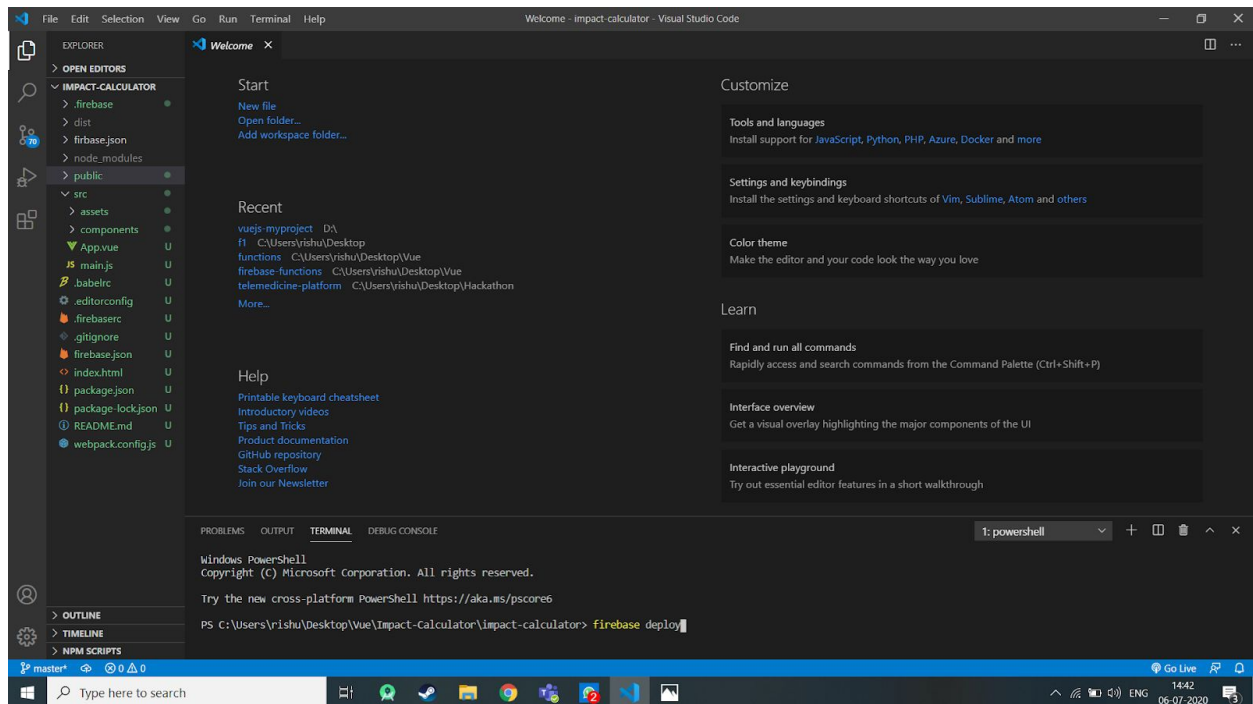 File Edit Selection View Go Run Terminal Help
Welcome - impact-calculator - Visual Studio Code
EXPLORER
Welcome
OPEN EDITORS
IMPACT-CALCULATOR
.firebase
dist
firbase.json
node_modules
public
src
assets
components
App.vue U
JS main.js U
.babelrc U
.editorconfig U
.firebaserc U
.gitignore U
firebase.json U
index.html U
{} package.json U
{} package-lock.json U
README.md U
webpack.config.js U
OUTLINE
TIMELINE
NPM SCRIPTS
70
Start
New file
Open folder...
Add workspace folder...
Recent
vuejs-myproject D:\
f1 C:\Users\rishu\Desktop
functions C:\Users\rishu\Desktop\Vue
firebase-functions C:\Users\rishu\Desktop\Vue
telemedicine-platform C:\Users\rishu\Desktop\Hackathon
More...
Help
Printable keyboard cheatsheet
Introductory videos
Tips and Tricks
Product documentation
GitHub repository
Stack Overflow
Join our Newsletter
Customize
Tools and languages
Install support for JavaScript, Python, PHP, Azure, Docker and more
Settings and keybindings
Install the settings and keyboard shortcuts of Vim, Sublime, Atom and others
Color theme
Make the editor and your code look the way you love
Learn
Find and run all commands
Rapidly access and search commands from the Command Palette (Ctrl+Shift+P)
Interface overview
Get a visual overlay highlighting the major components of the UI
Interactive playground
Try out essential editor features in a short walkthrough
PROBLEMS OUTPUT TERMINAL DEBUG CONSOLE
1: powershell
Windows PowerShell
Copyright (C) Microsoft Corporation. All rights reserved.
Try the new cross-platform PowerShell https://aka.ms/pscore6
PS C:\Users\rishu\Desktop\Vue\Impact-Calculator\impact-calculator> firebase deploy
master* 0 0
Go Live
Type here to search
2
ENG
14:42
06-07-2020
3